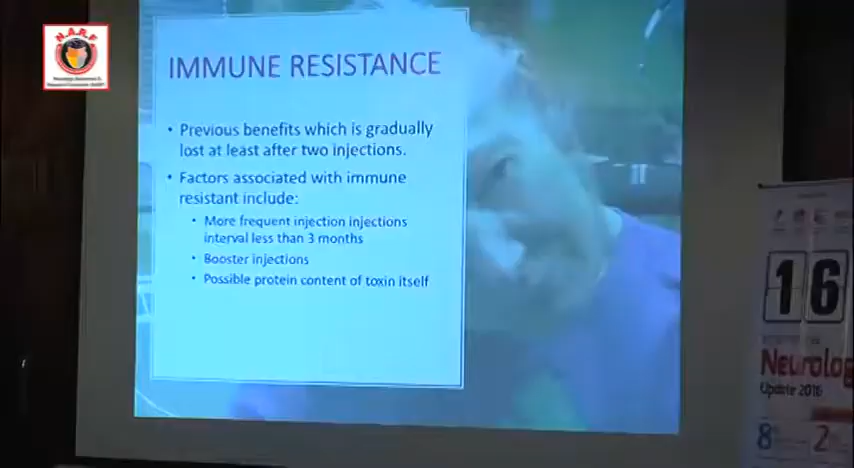 N.A.R.F
IMMUNE RESISTANCE
• Previous benefits which is gradually
lost at least after two injections.
• Factors associated with immune
resistant include:
• More frequent injection injections
interval less than 3 months
• Booster injections
• Possible protein content of toxin itself
16
Neurolog
Update 2016
8
2